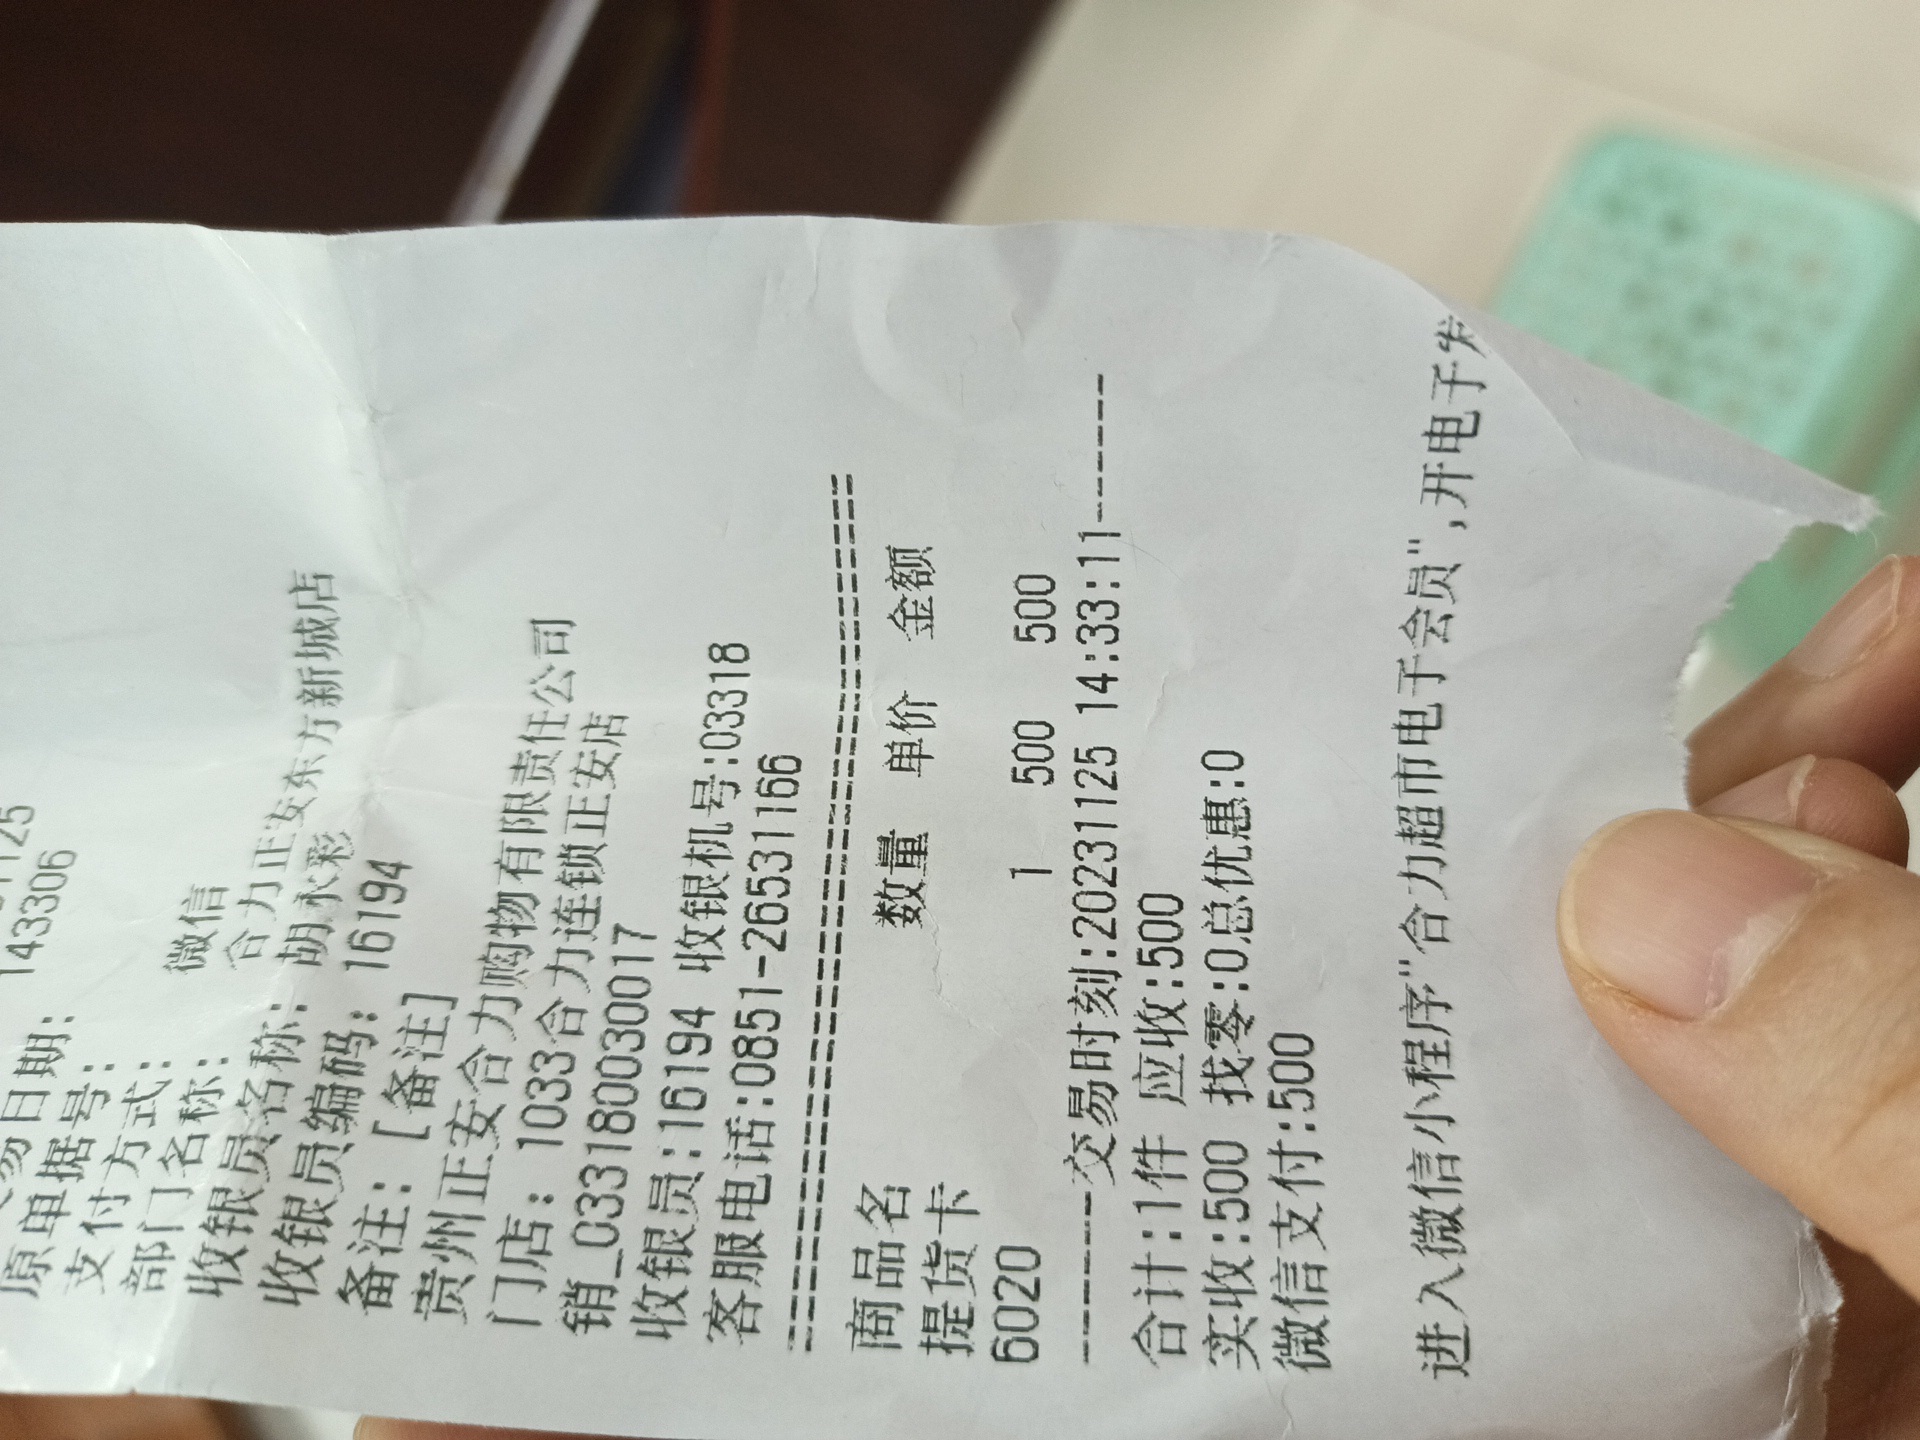 易日期: 1125
原单据号: 143306
支付方式:
部门名称: 微信
收银员名称: 合力正安东方新城店
收银员编码: 胡永彩
备注: [备注] 16194
贵州正安合力购物有限责任公司
门店: 1033合力连锁正安店
销_033180030017
收银员:16194 收银机号:03318
客服电话:0851-26531166
商品名 数量 单价 金额
提货卡
6020 1 500 500
------交易时刻:20231125 14:33:11------
合计:1件 应收:500
实收:500 找零:0总优惠:0
微信支付:500
进入微信小程序"合力超市电子会员",开电子发